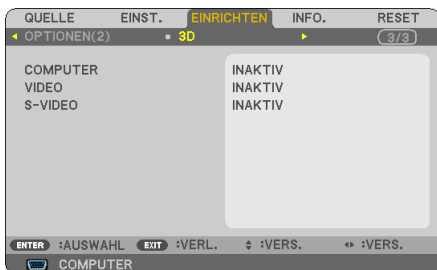 QUELLE EINST. EINRICHTEN INFO. RESET
OPTIONEN(2) 3D 3/3
COMPUTER INAKTIV
VIDEO INAKTIV
S-VIDEO INAKTIV
ENTER :AUSWAHL EXIT :VERL. :VERS. :VERS.
COMPUTER